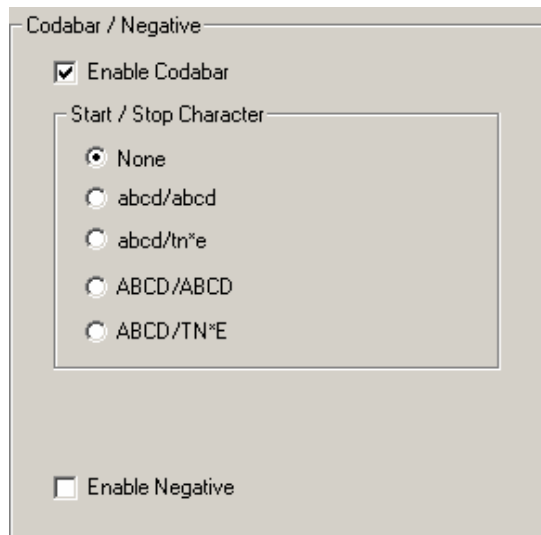 Codabar / Negative
Enable Codabar
Start / Stop Character
None
abcd/abcd
abcd/tn*e
ABCD/ABCD
ABCD/TN*E
Enable Negative